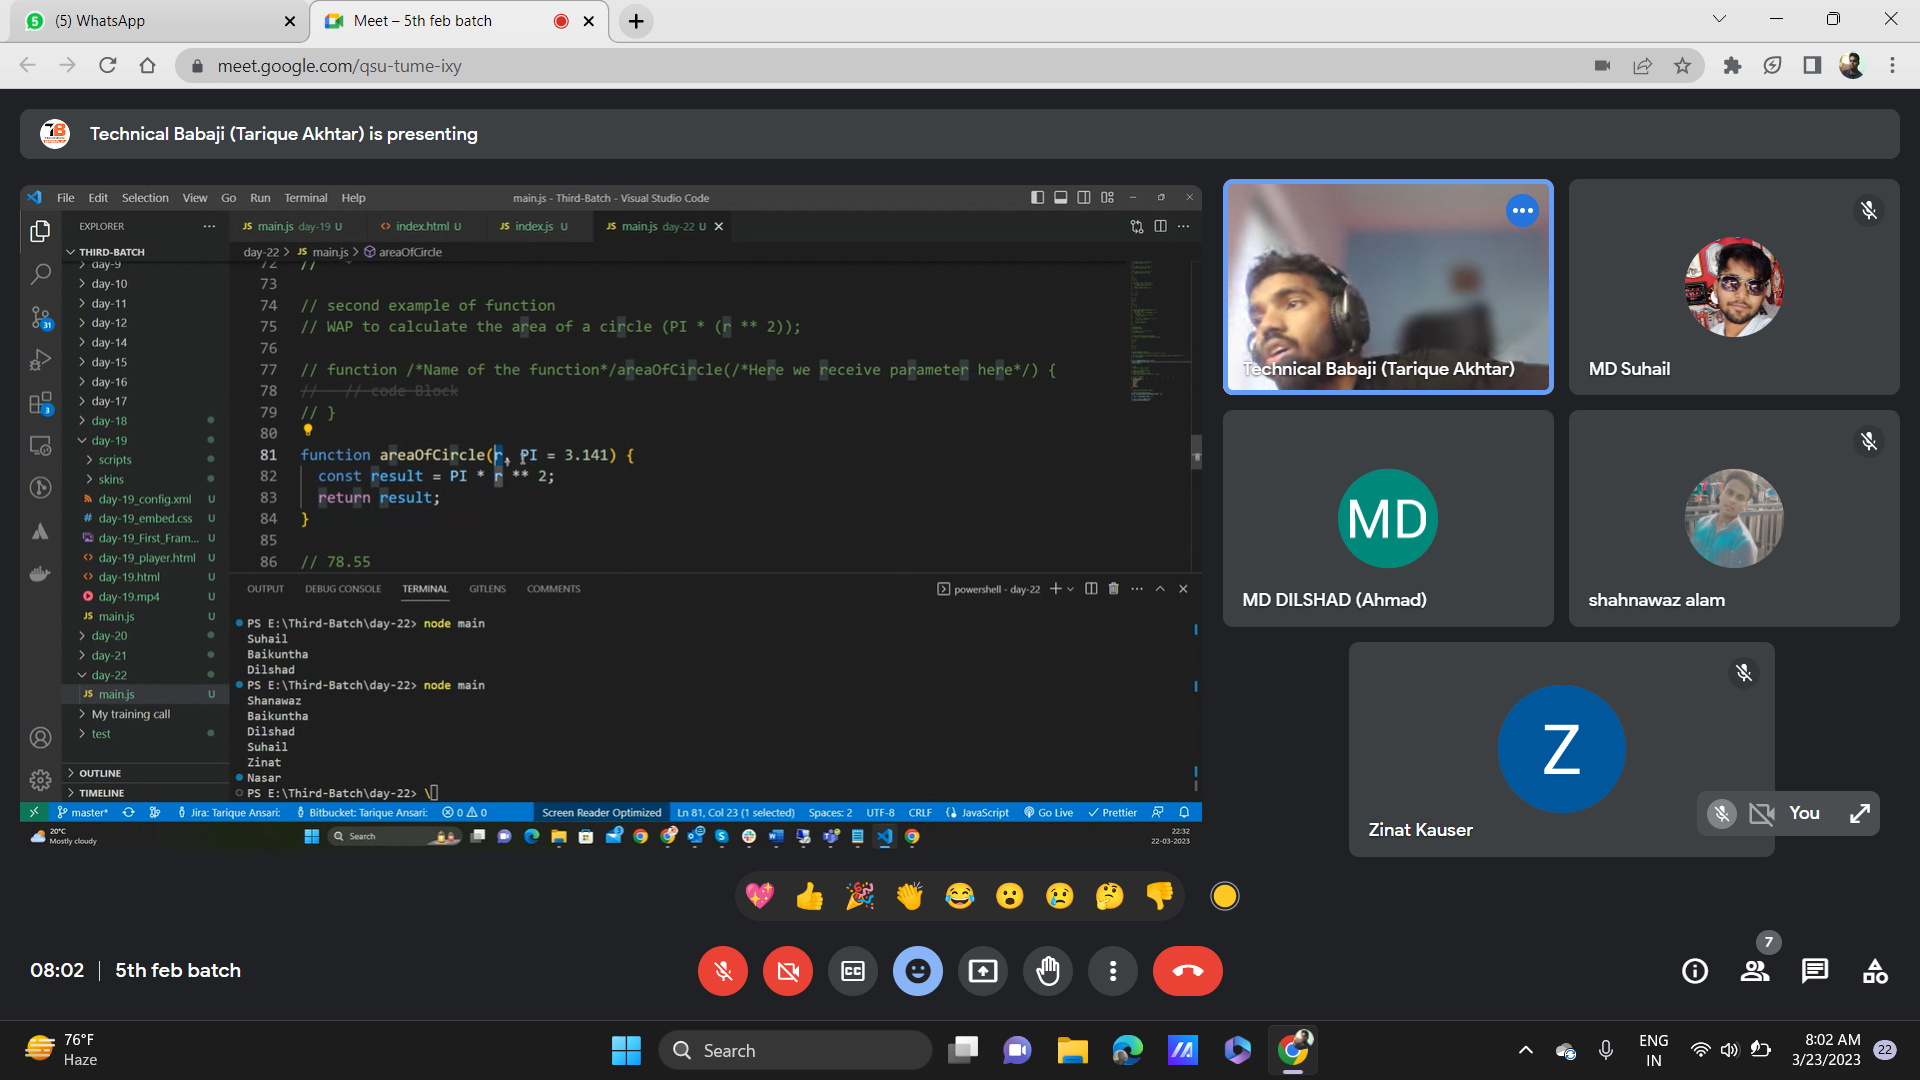 (5) WhatsApp
Meet – 5th feb batch
meet.google.com/qsu-tume-ixy
Technical Babaji (Tarique Akhtar) is presenting
File Edit Selection View Go Run Terminal Help
main.js - Third-Batch - Visual Studio Code
EXPLORER
main.js day-19 U
index.html U
index.js U
main.js day-22 U
THIRD-BATCH
day-22 > JS main.js > areaOfCircle
day-9
day-10
day-11
day-12
day-14
day-15
day-16
day-17
day-18
day-19
scripts
skins
day-19_config.xml U
day-19_embed.css U
day-19_First_Fram... U
day-19_player.html U
day-19.html U
day-19.mp4 U
JS main.js U
day-20
day-21
day-22
JS main.js U
My training call
test
OUTLINE
TIMELINE
72 //
73
74 // second example of function
75 // WAP to calculate the area of a circle (PI * (r ** 2));
76
77 // function /*Name of the function*/areaOfCircle(/*Here we receive parameter here*/) {
78 // // code Block
79 // }
80
81 function areaOfCircle(r, PI = 3.141) {
82 const result = PI * r ** 2;
83 return result;
84 }
85
86 // 78.55
OUTPUT DEBUG CONSOLE TERMINAL GITLENS COMMENTS
powershell - day-22
PS E:\Third-Batch\day-22> node main
Suhail
Baikuntha
Dilshad
PS E:\Third-Batch\day-22> node main
Shanawaz
Baikuntha
Dilshad
Suhail
Zinat
Nasar
PS E:\Third-Batch\day-22> \
master* Jira: Tarique Ansari: Bitbucket: Tarique Ansari: 0 0 Screen Reader Optimized Ln 81, Col 23 (1 selected) Spaces: 2 UTF-8 CRLF JavaScript Go Live Prettier
20°C
Mostly cloudy
Search
22:32
22-03-2023
Technical Babaji (Tarique Akhtar)
MD Suhail
MD
MD DILSHAD (Ahmad)
shahnawaz alam
Z
Zinat Kauser
You
08:02 | 5th feb batch
7
76°F
Haze
Search
ENG
IN
8:02 AM
3/23/2023
22